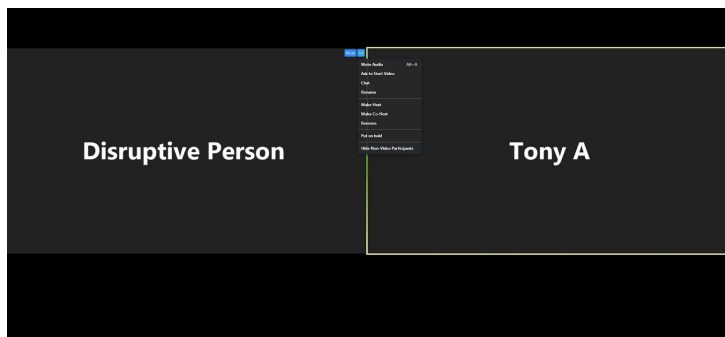 Disruptive Person
Mute
Mute Audio Alt+A
Ask to Start Video
Chat
Rename
Make Host
Make Co-Host
Remove
Put on hold
Hide Non-Video Participants
Tony A